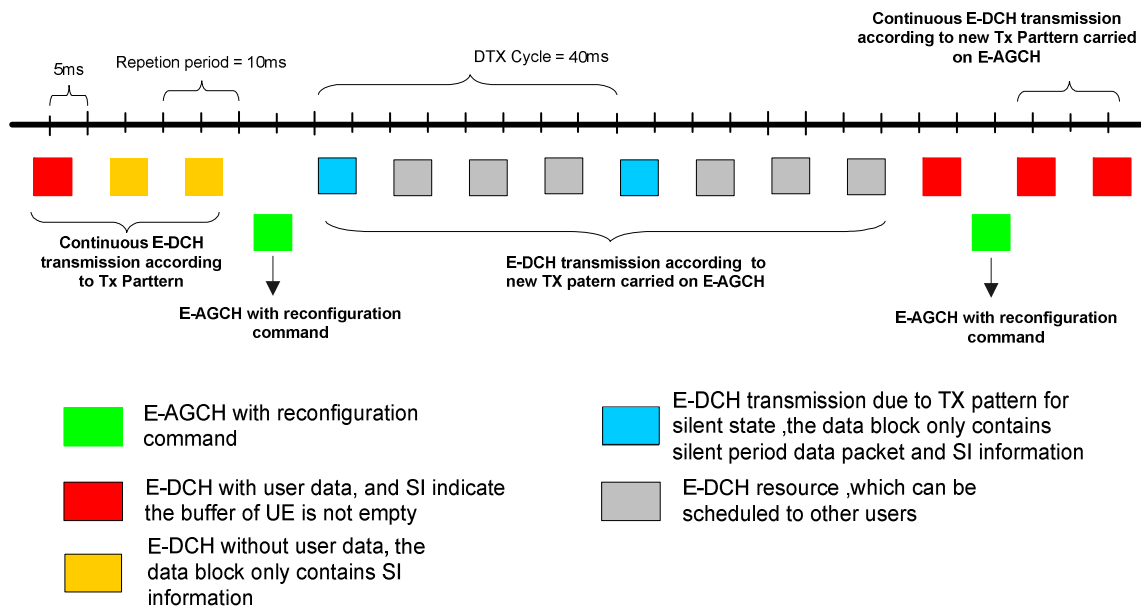 Continuous E-DCH transmission
according to new Tx Parttern carried
on E-AGCH
5ms
Repetion period = 10ms
DTX Cycle = 40ms
Continuous E-DCH
transmission according
to Tx Parttern
E-DCH transmission according to
new TX patern carried on E-AGCH
E-AGCH with reconfiguration
command
E-AGCH with reconfiguration
command
E-AGCH with reconfiguration
command
E-DCH with user data, and SI indicate
the buffer of UE is not empty
E-DCH without user data, the
data block only contains SI
information
E-DCH transmission due to TX pattern for
silent state ,the data block only contains
silent period data packet and SI information
E-DCH resource ,which can be
scheduled to other users